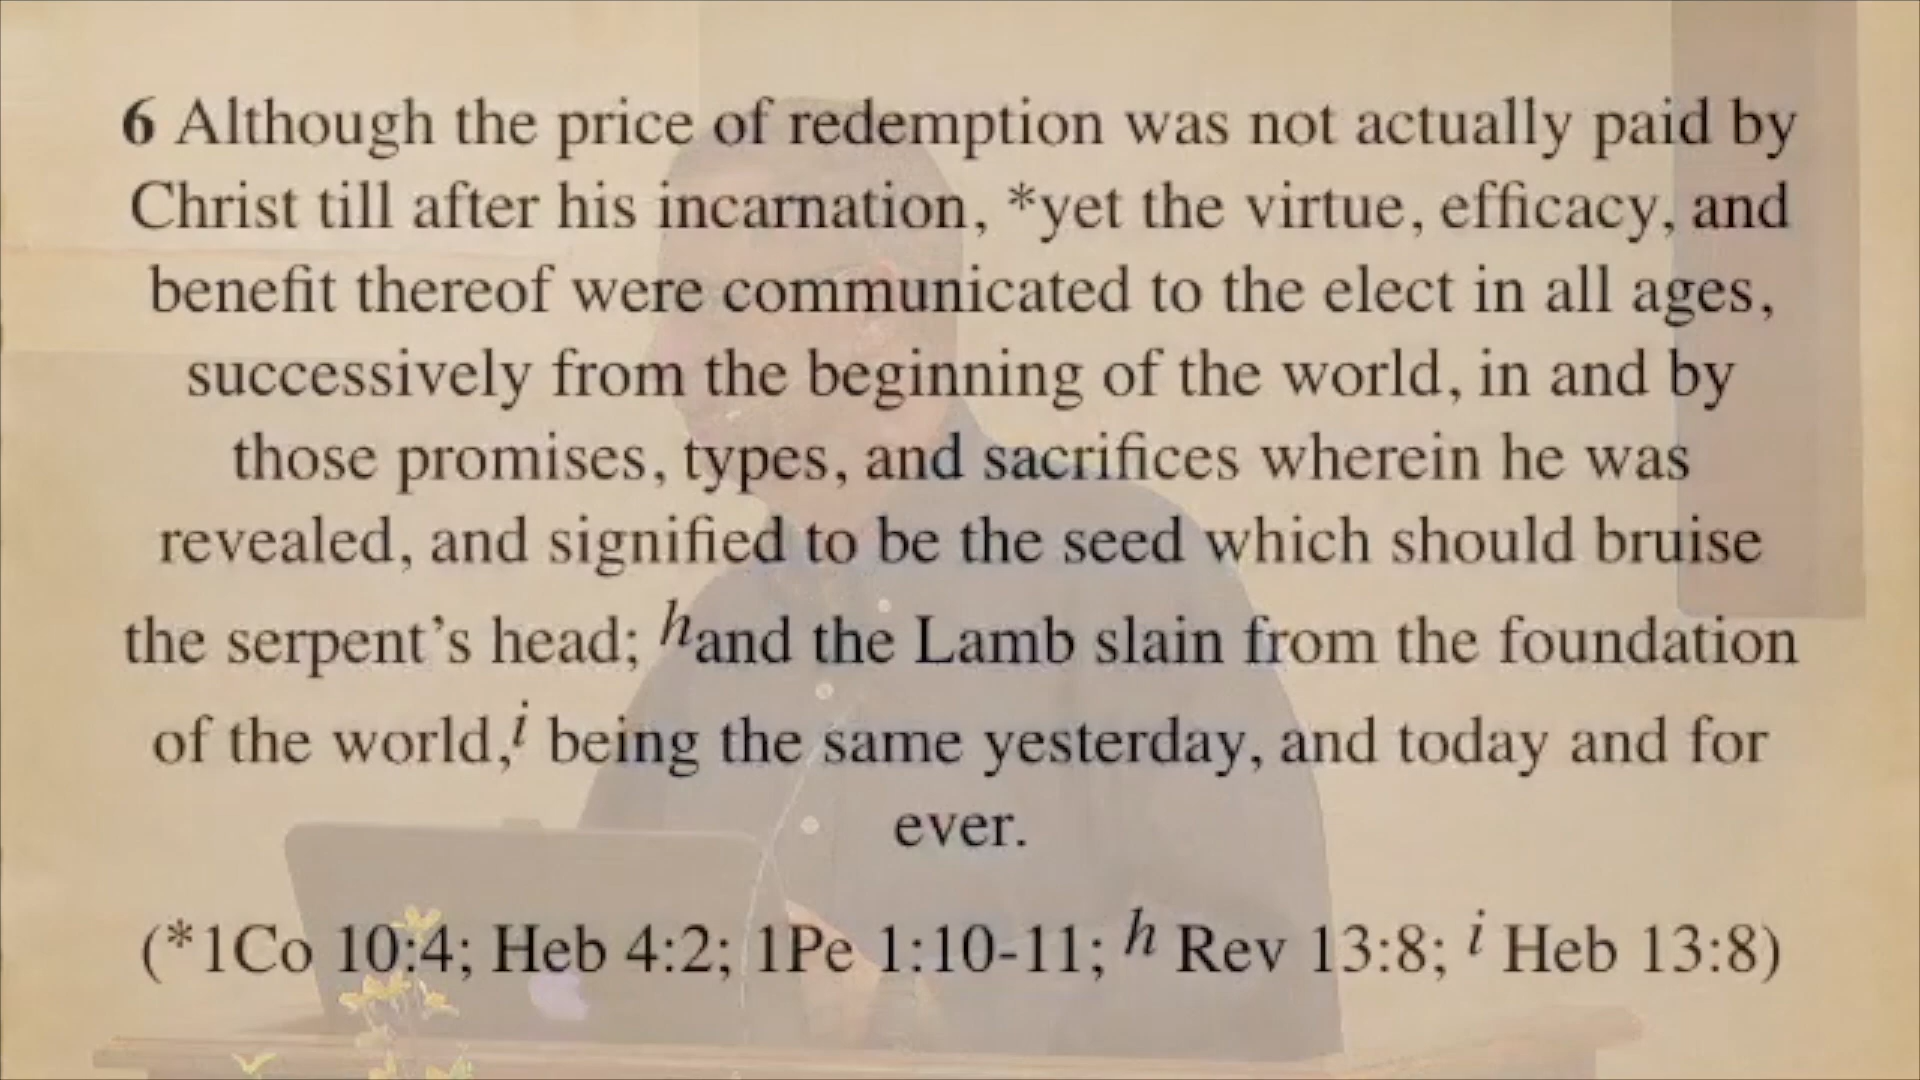 6 Although the price of redemption was not actually paid by
Christ till after his incarnation, *yet the virtue, efficacy, and
benefit thereof were communicated to the elect in all ages,
successively from the beginning of the world, in and by
those promises, types, and sacrifices wherein he was
revealed, and signified to be the seed which should bruise
the serpent’s head; hand the Lamb slain from the foundation
of the world,i being the same yesterday, and today and for
ever.
(*1Co 10:4; Heb 4:2; 1Pe 1:10-11; h Rev 13:8; i Heb 13:8)